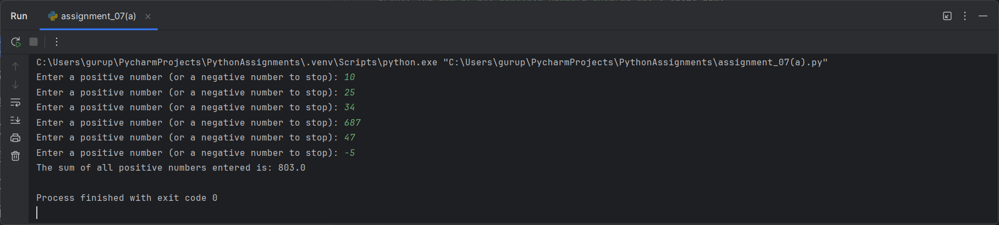 Run assignment_07(a)
C:\Users\gurup\PycharmProjects\PythonAssignments\.venv\Scripts\python.exe "C:\Users\gurup\PycharmProjects\PythonAssignments\assignment_07(a).py"
Enter a positive number (or a negative number to stop): 10
Enter a positive number (or a negative number to stop): 25
Enter a positive number (or a negative number to stop): 34
Enter a positive number (or a negative number to stop): 687
Enter a positive number (or a negative number to stop): 47
Enter a positive number (or a negative number to stop): -5
The sum of all positive numbers entered is: 803.0
Process finished with exit code 0